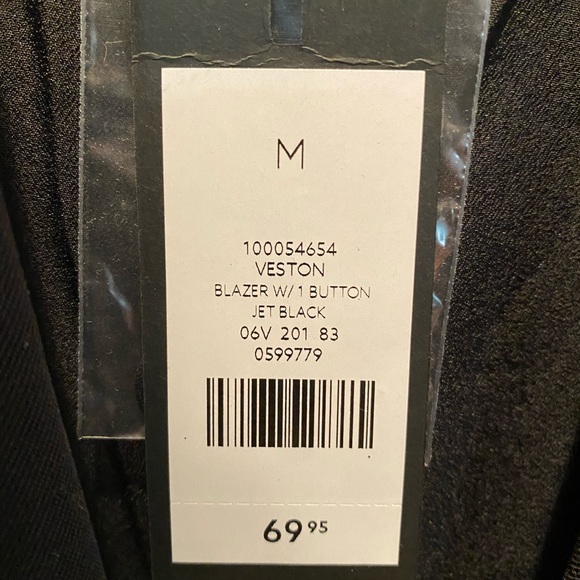 M
100054654
VESTON
BLAZER W/ 1 BUTTON
JET BLACK
06V 201 83
0599779
69 95